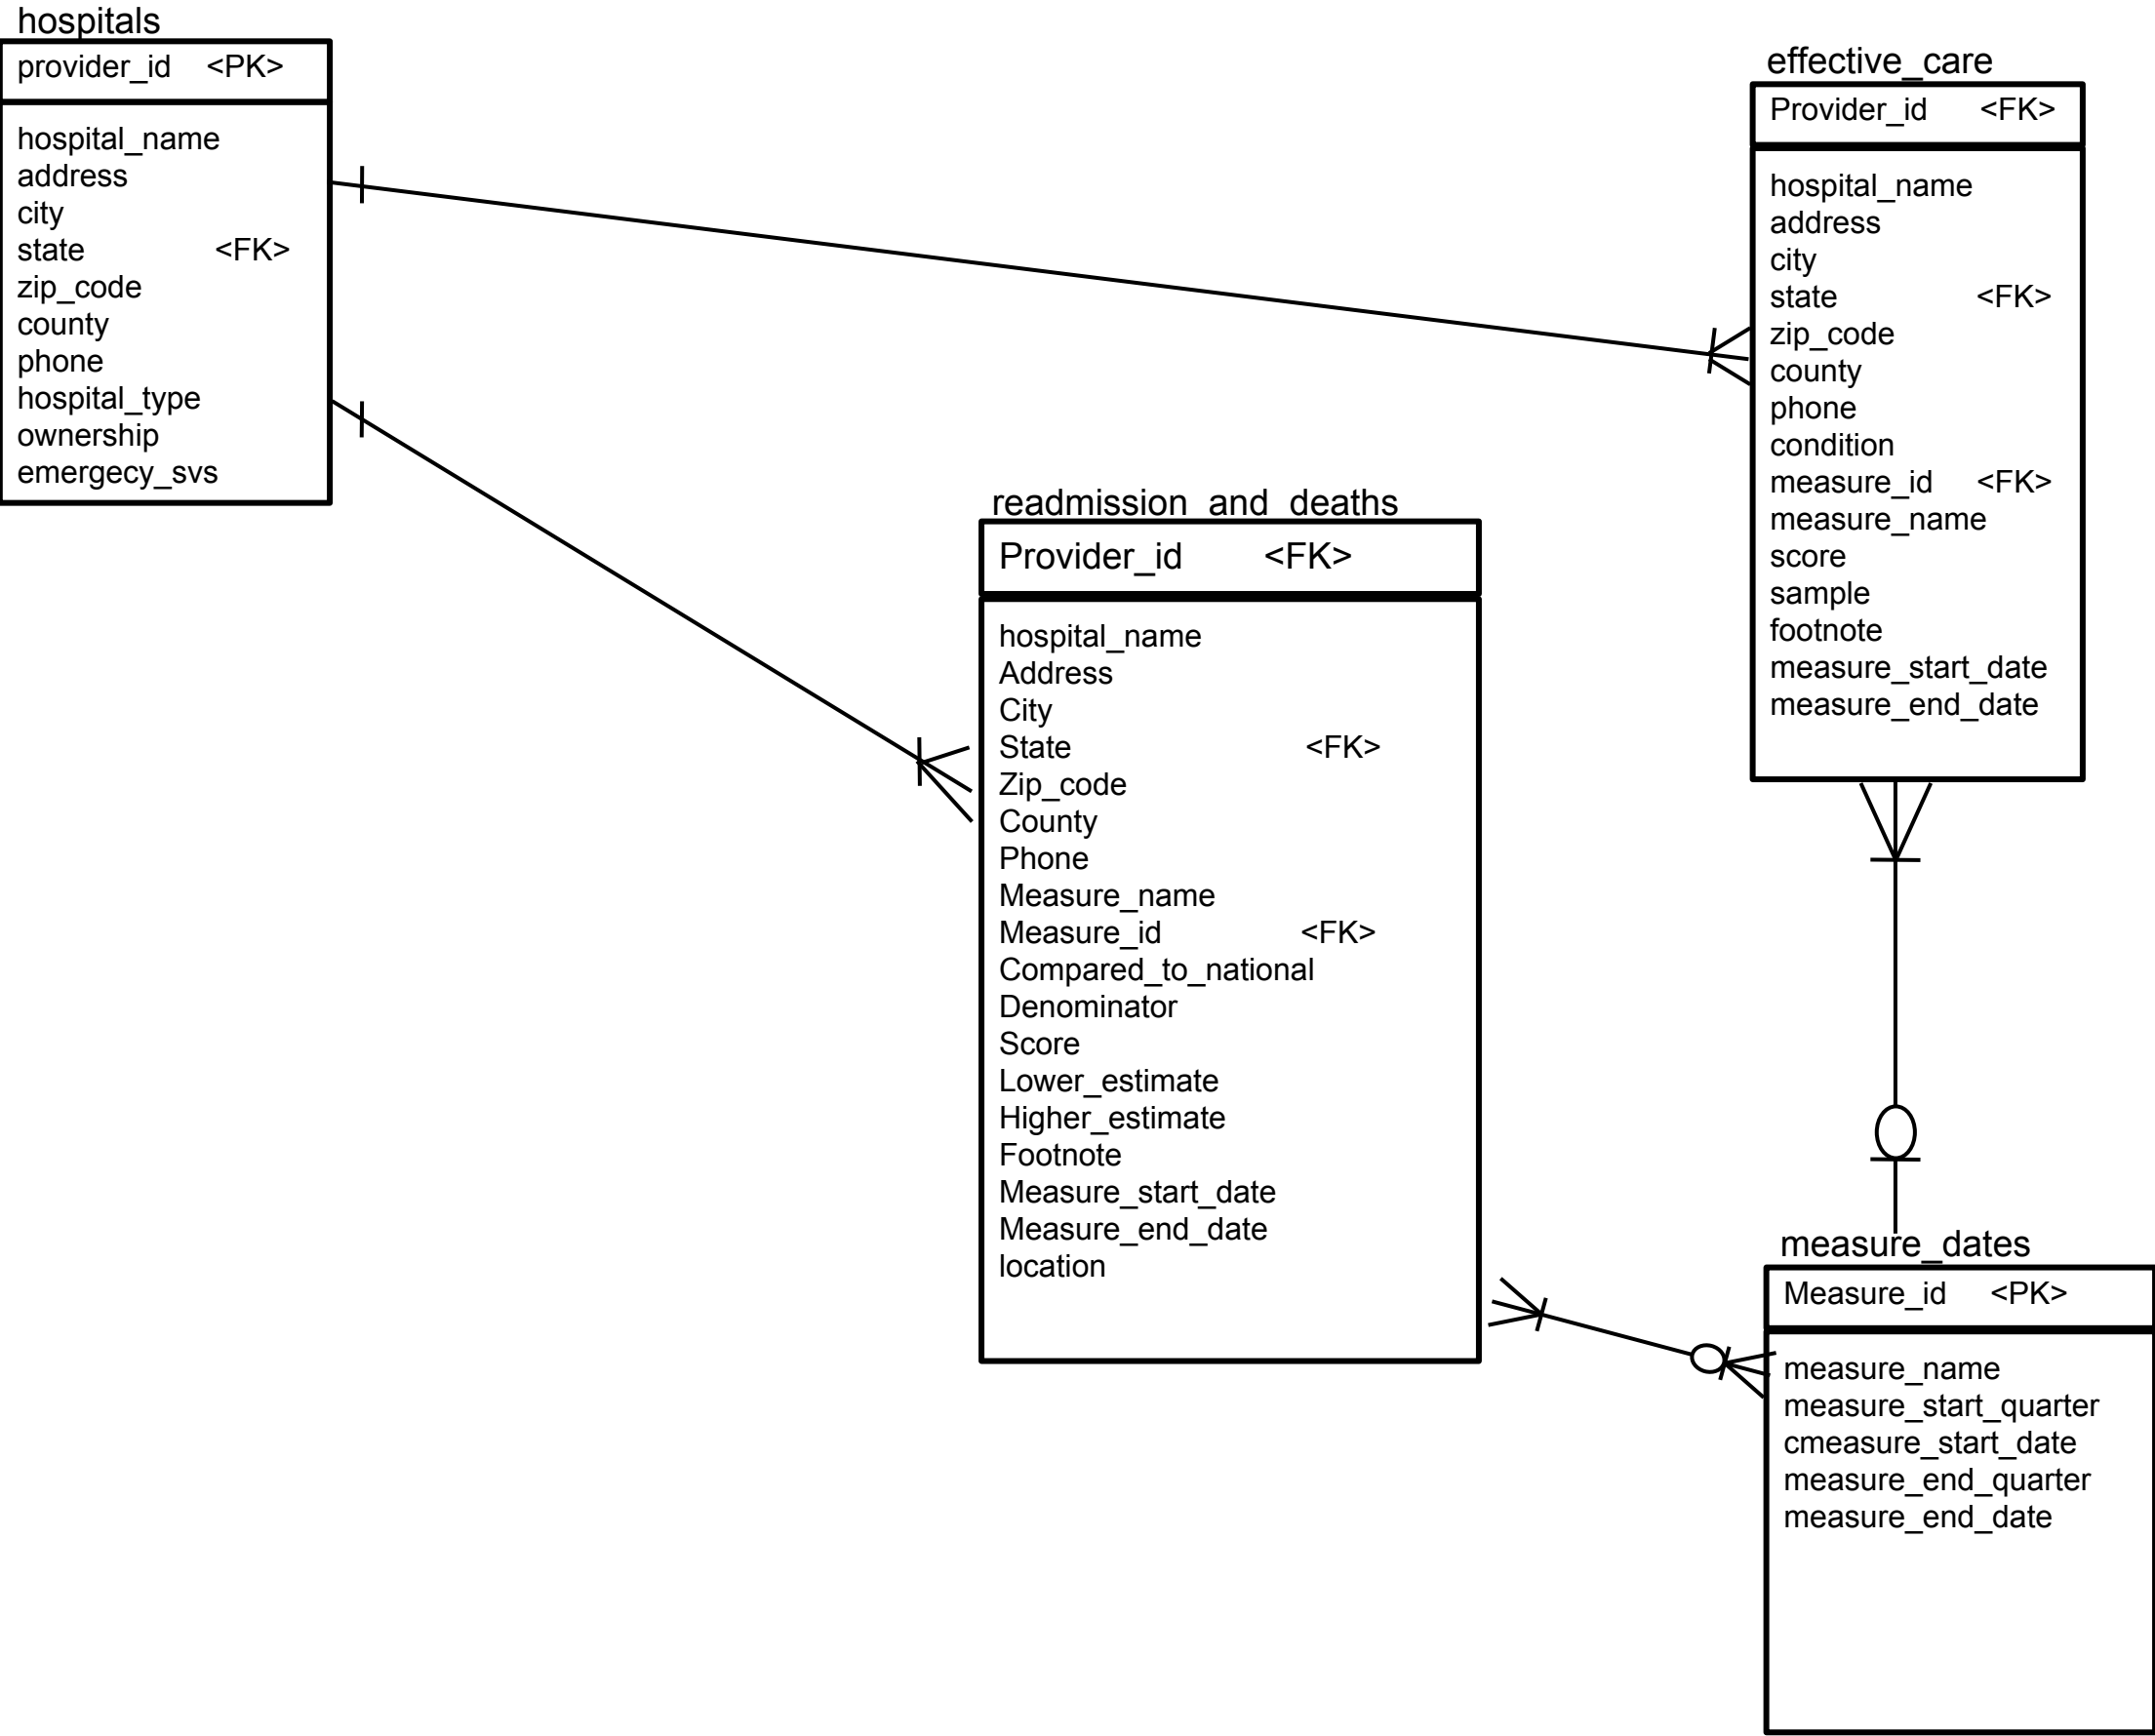 hospitals
provider_id <PK>
hospital_name
address
city
state <FK>
zip_code
county
phone
hospital_type
ownership
emergecy_svs
effective_care
Provider_id <FK>
hospital_name
address
city
state <FK>
zip_code
county
phone
condition
measure_id <FK>
measure_name
score
sample
footnote
measure_start_date
measure_end_date
readmission_and_deaths
Provider_id <FK>
hospital_name
Address
City
State <FK>
Zip_code
County
Phone
Measure_name
Measure_id <FK>
Compared_to_national
Denominator
Score
Lower_estimate
Higher_estimate
Footnote
Measure_start_date
Measure_end_date
location
measure_dates
Measure_id <PK>
measure_name
measure_start_quarter
cmeasure_start_date
measure_end_quarter
measure_end_date